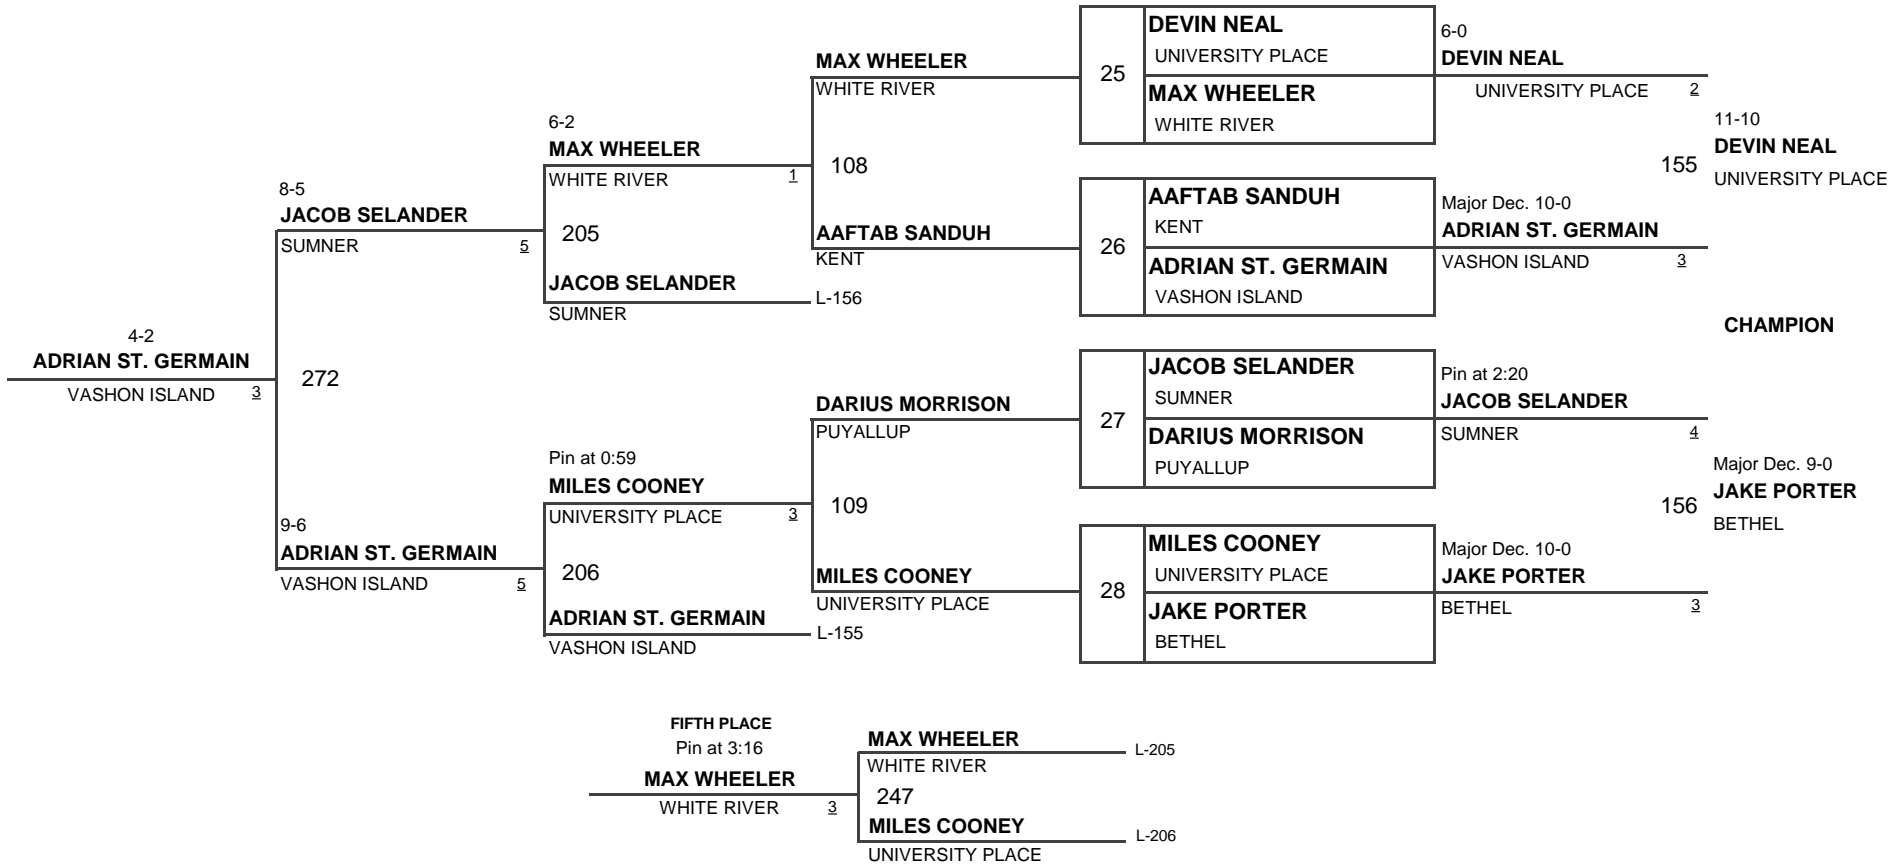 DEVIN NEAL
UNIVERSITY PLACE
25
MAX WHEELER
WHITE RIVER
6-0
DEVIN NEAL
UNIVERSITY PLACE 2
11-10
DEVIN NEAL
155
UNIVERSITY PLACE
MAX WHEELER
WHITE RIVER
108
AAFTAB SANDUH
KENT
6-2
MAX WHEELER
WHITE RIVER 1
205
JACOB SELANDER
L-156
SUMNER
8-5
JACOB SELANDER
SUMNER 5
AAFTAB SANDUH
KENT
26
ADRIAN ST. GERMAIN
VASHON ISLAND
Major Dec. 10-0
ADRIAN ST. GERMAIN
VASHON ISLAND 3
CHAMPION
4-2
ADRIAN ST. GERMAIN
VASHON ISLAND 3
272
JACOB SELANDER
SUMNER
27
DARIUS MORRISON
PUYALLUP
Pin at 2:20
JACOB SELANDER
SUMNER 4
Major Dec. 9-0
JAKE PORTER
156
BETHEL
DARIUS MORRISON
PUYALLUP
109
MILES COONEY
UNIVERSITY PLACE
Pin at 0:59
MILES COONEY
UNIVERSITY PLACE 3
206
ADRIAN ST. GERMAIN
L-155
VASHON ISLAND
9-6
ADRIAN ST. GERMAIN
VASHON ISLAND 5
MILES COONEY
UNIVERSITY PLACE
28
JAKE PORTER
BETHEL
Major Dec. 10-0
JAKE PORTER
BETHEL 3
FIFTH PLACE
Pin at 3:16
MAX WHEELER
WHITE RIVER 3
MAX WHEELER
L-205
WHITE RIVER
247
MILES COONEY
L-206
UNIVERSITY PLACE